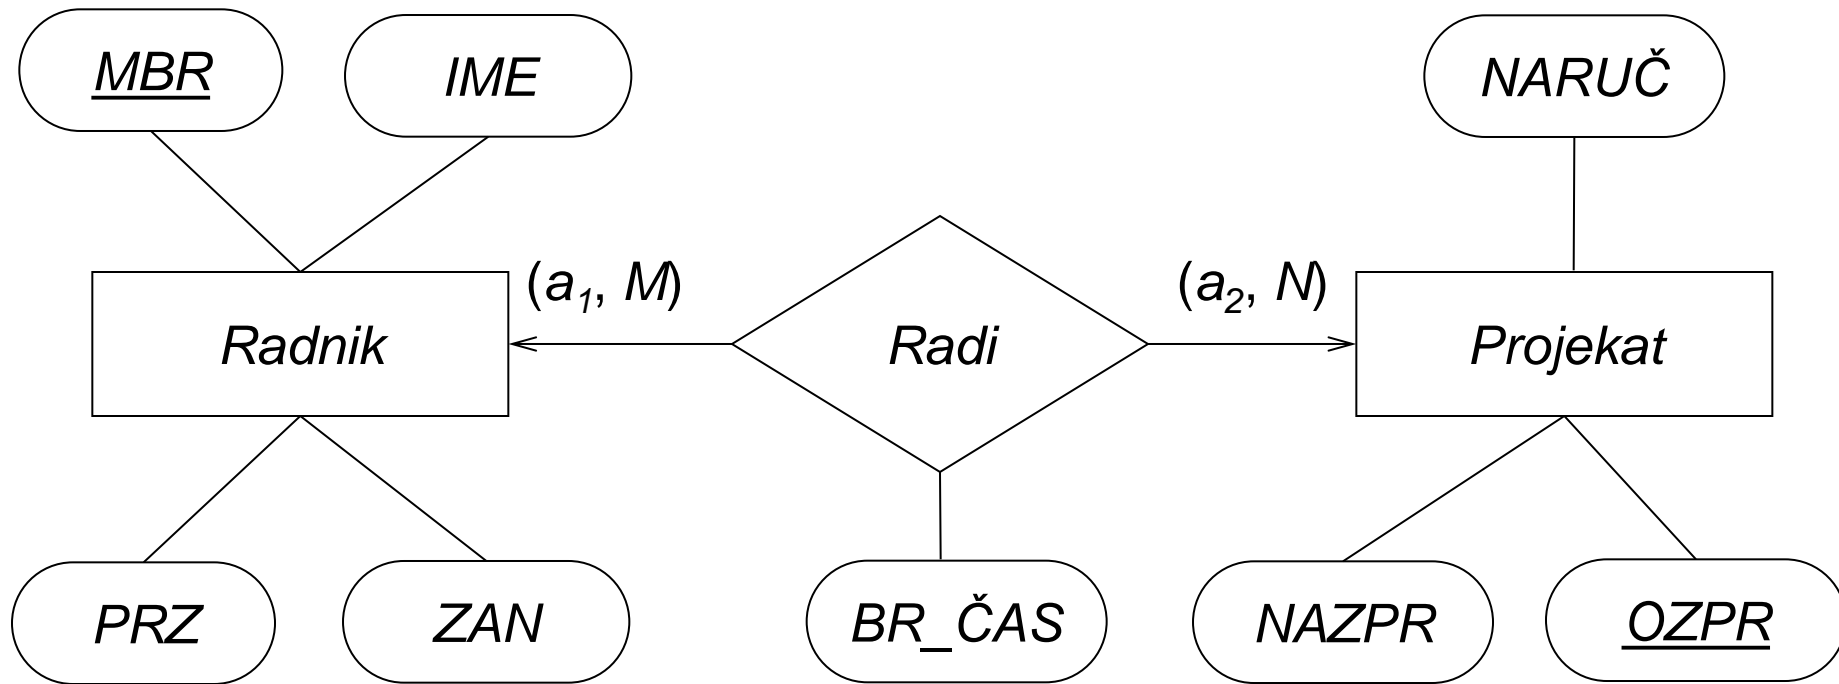 MBR
IME
NARUČ
(a1, M)
(a2, N)
Radnik
Radi
Projekat
PRZ
ZAN
BR_ČAS
NAZPR
OZPR